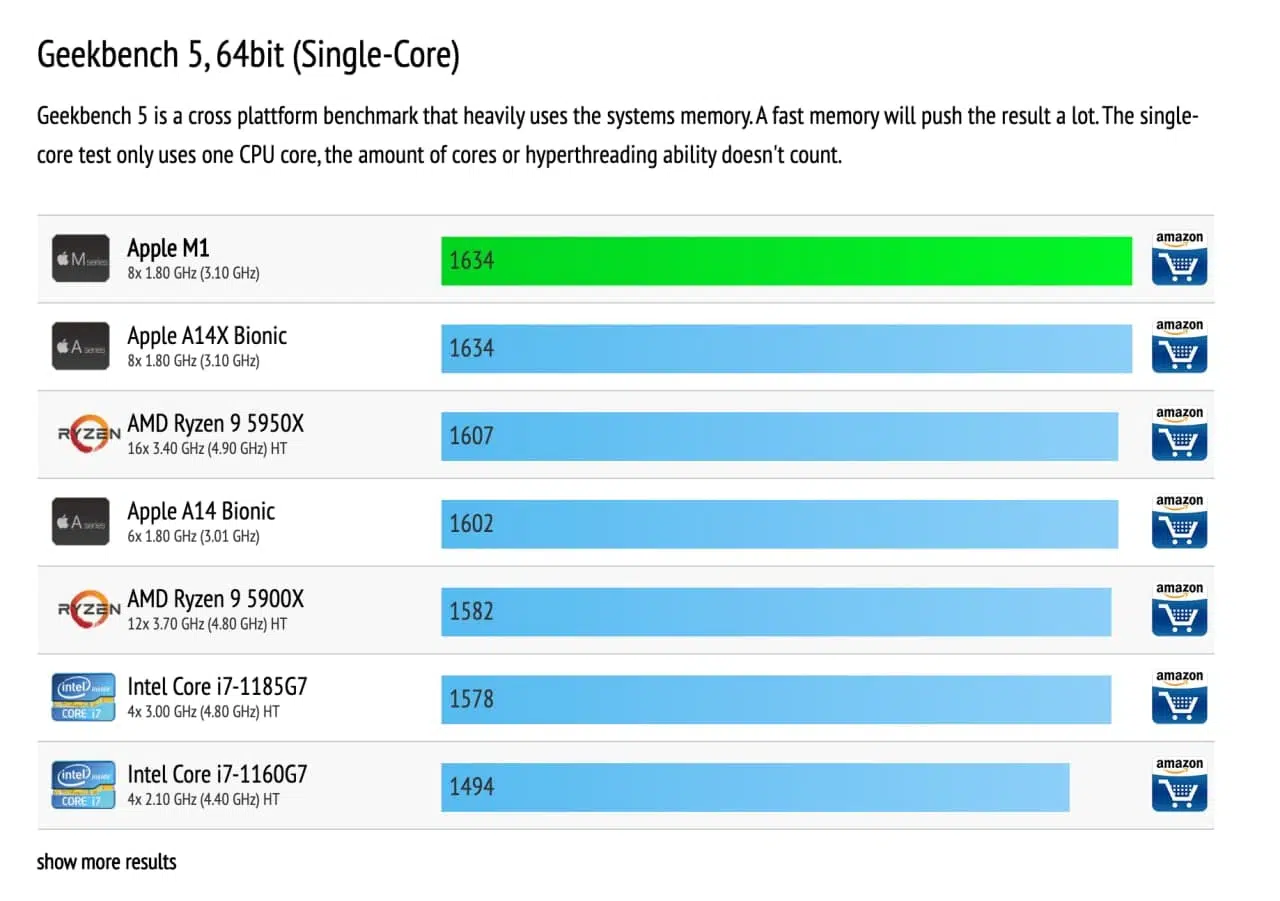 Geekbench 5, 64bit (Single-Core)
Geekbench 5 is a cross plattform benchmark that heavily uses the systems memory. A fast memory will push the result a lot. The single-
core test only uses one CPU core, the amount of cores or hyperthreading ability doesn't count.
M series
Apple M1
8x 1.80 GHz (3.10 GHz)
1634
amazon
A series
Apple A14X Bionic
8x 1.80 GHz (3.10 GHz)
1634
amazon
RYZEN
AMD Ryzen 9 5950X
16x 3.40 GHz (4.90 GHz) HT
1607
amazon
A series
Apple A14 Bionic
6x 1.80 GHz (3.01 GHz)
1602
amazon
RYZEN
AMD Ryzen 9 5900X
12x 3.70 GHz (4.80 GHz) HT
1582
amazon
intel inside
CORE i7
Intel Core i7-1185G7
4x 3.00 GHz (4.80 GHz) HT
1578
amazon
intel inside
CORE i7
Intel Core i7-1160G7
4x 2.10 GHz (4.40 GHz) HT
1494
amazon
show more results